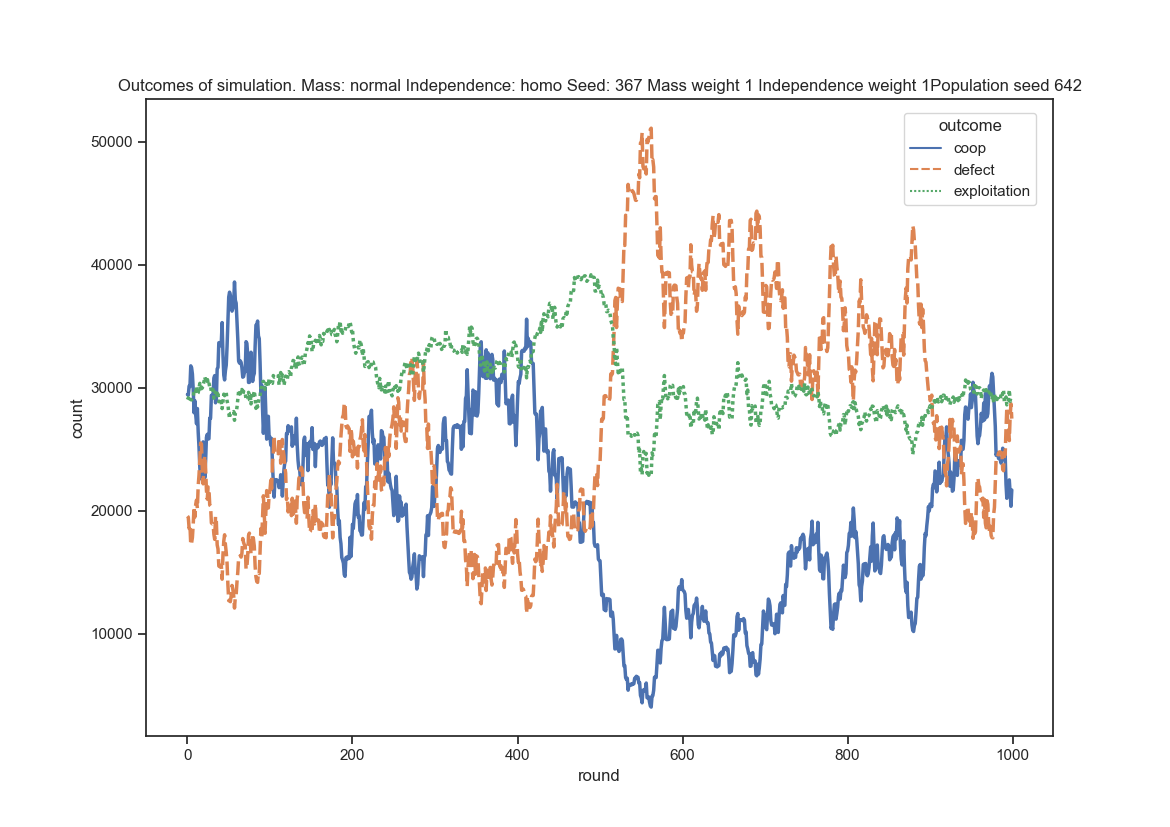 Outcomes of simulation. Mass: normal Independence: homo Seed: 367 Mass weight 1 Independence weight 1Population seed 642
outcome
coop
defect
exploitation
50000
40000
30000
20000
10000
count
0
200
400
600
800
1000
round